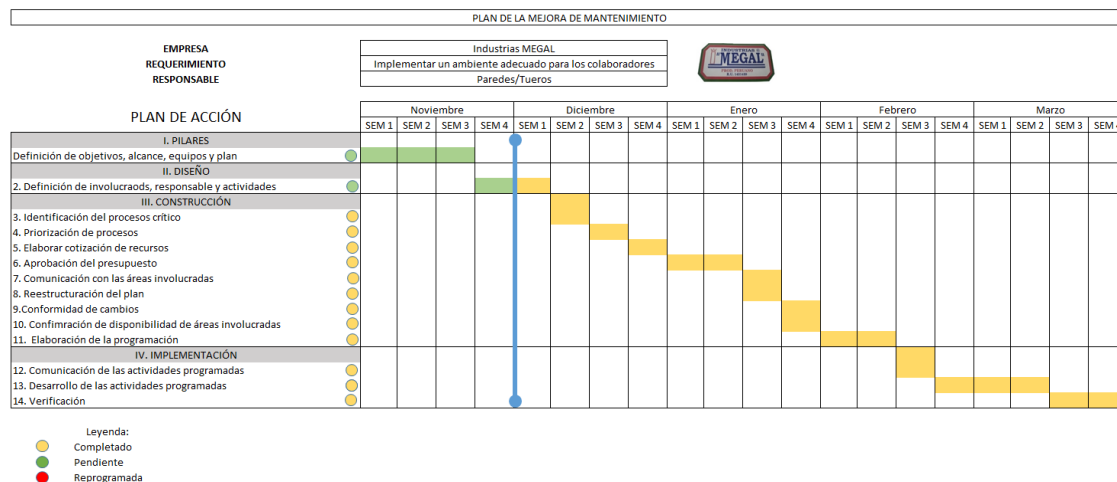 PLAN DE LA MEJORA DE MANTENIMIENTO
EMPRESA Industrias MEGAL
REQUERIMIENTO Implementar un ambiente adecuado para los colaboradores
RESPONSABLE Paredes/Tueros
INDUSTRIAS
"MEGAL"
PLAN DE ACCIÓN
Noviembre Diciembre Enero Febrero Marzo
SEM 1 SEM 2 SEM 3 SEM 4 SEM 1 SEM 2 SEM 3 SEM 4 SEM 1 SEM 2 SEM 3 SEM 4 SEM 1 SEM 2 SEM 3 SEM 4 SEM 1 SEM 2 SEM 3 SEM
I. PILARES
Definición de objetivos, alcance, equipos y plan
II. DISEÑO
2. Definición de involucraods, responsable y actividades
III. CONSTRUCCIÓN
3. Identificación del procesos crítico
4. Priorización de procesos
5. Elaborar cotización de recursos
6. Aprobación del presupuesto
7. Comunicación con las áreas involucradas
8. Reestructuración del plan
9.Conformidad de cambios
10. Confimración de disponibilidad de áreas involucradas
11. Elaboración de la programación
IV. IMPLEMENTACIÓN
12. Comunicación de las actividades programadas
13. Desarrollo de las actividades programadas
14. Verificación
Leyenda:
Completado
Pendiente
Reprogramada